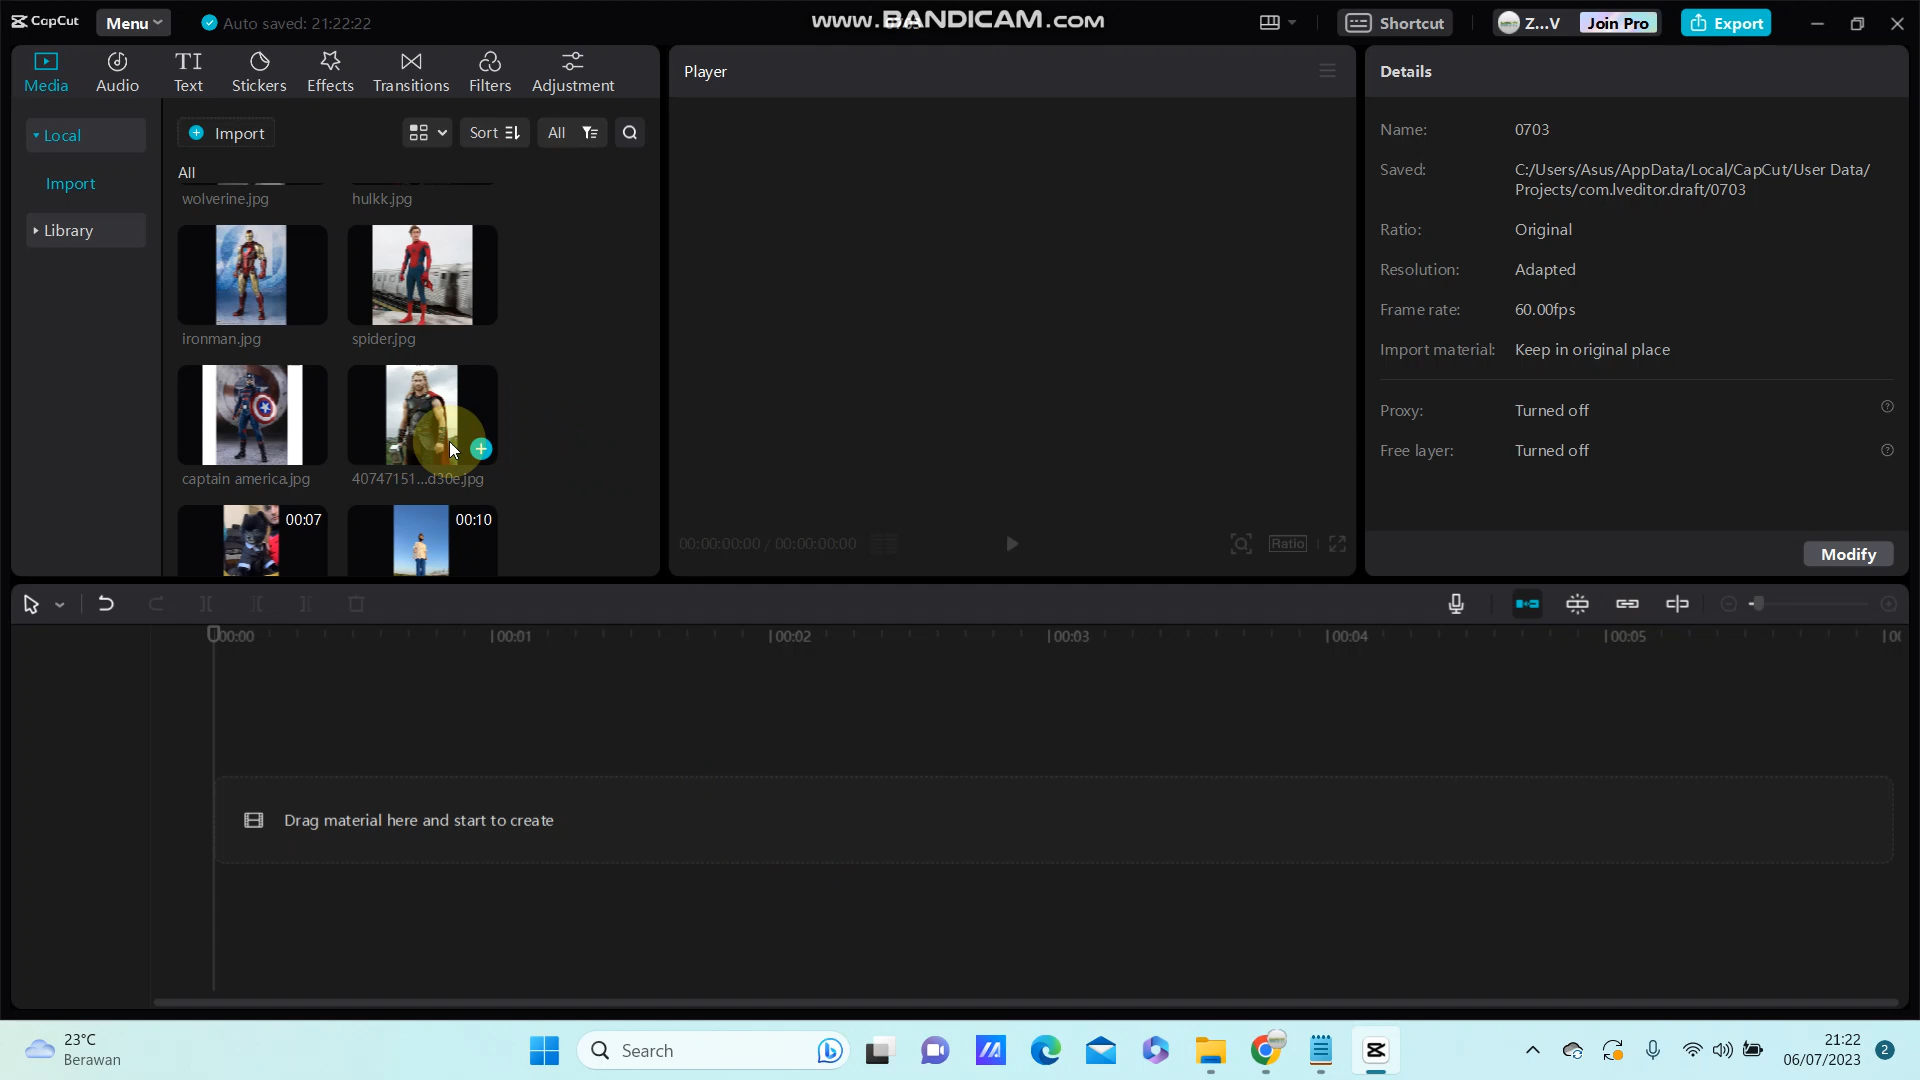 CapCut
Menu
Auto saved: 21:22:22
www.BANDICAM.com
Shortcut
Z...V
Join Pro
Export
Media
Audio
TI
Text
Stickers
Effects
Transitions
Filters
Adjustment
Player
Details
Local
Import
Library
Import
Sort
All
All
wolverine.jpg
hulkk.jpg
ironman.jpg
spider.jpg
captain america.jpg
40747151...d30e.jpg
00:07
00:10
00:00:00:00 / 00:00:00:00
Ratio
Name:
0703
Saved:
C:/Users/Asus/AppData/Local/CapCut/User Data/
Projects/com.lveditor.draft/0703
Ratio:
Original
Resolution:
Adapted
Frame rate:
60.00fps
Import material:
Keep in original place
Proxy:
Turned off
Free layer:
Turned off
Modify
00:00
00:01
00:02
00:03
00:04
00:05
Drag material here and start to create
23°C
Berawan
Search
21:22
06/07/2023
2